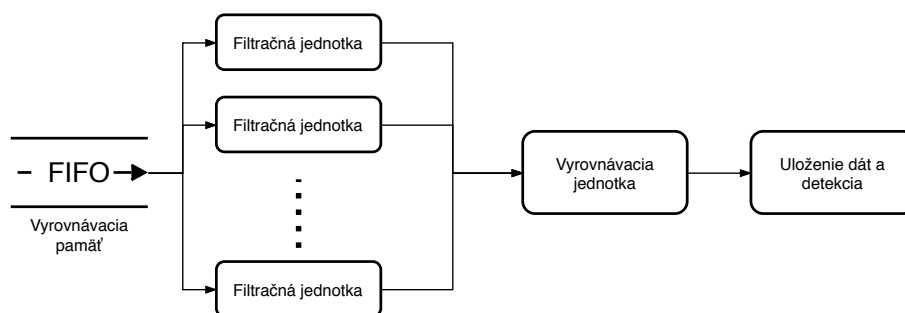 Filtračná jednotka
Filtračná jednotka
FIFO
Vyrovnávacia
pamäť
Filtračná jednotka
Vyrovnávacia
jednotka
Uloženie dát a
detekcia